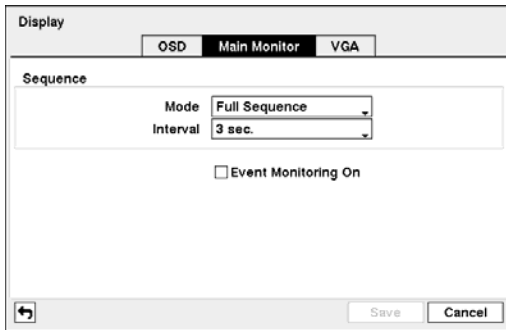 Display
OSD Main Monitor VGA
Sequence
Mode Full Sequence
Interval 3 sec.
Event Monitoring On
Save Cancel